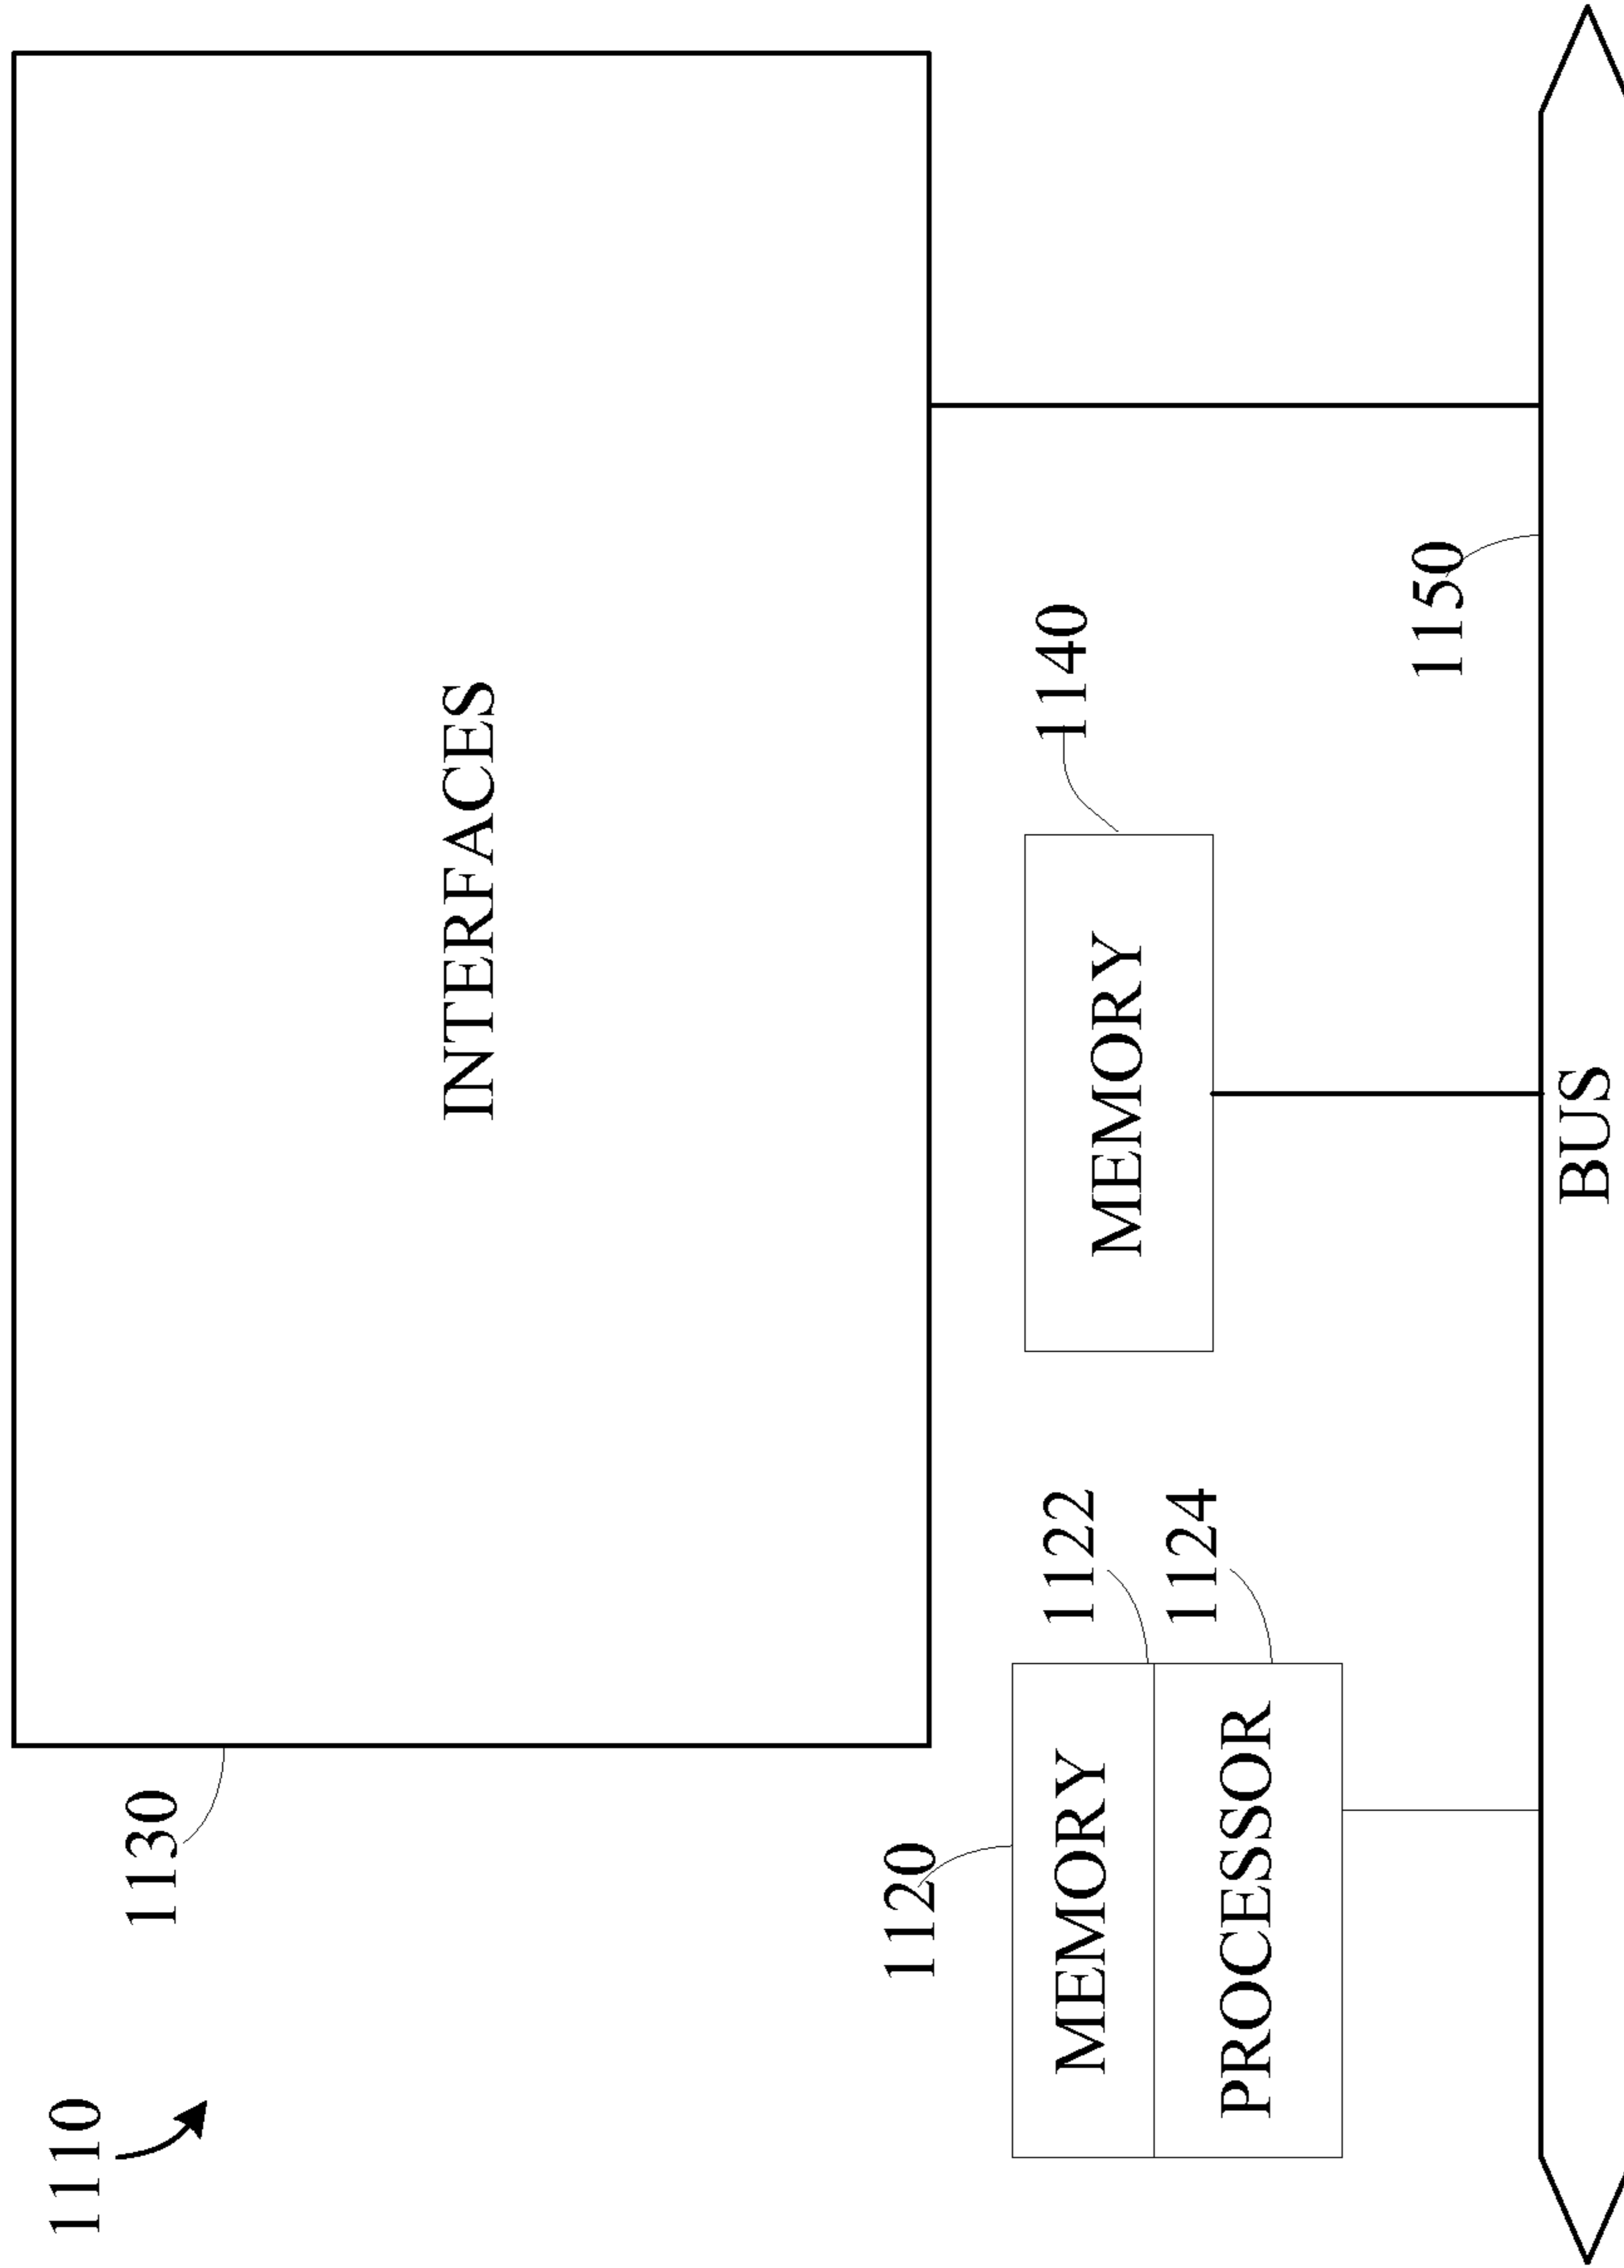 1110
1130
INTERFACES
1120
MEMORY
1122
PROCESSOR
1124
MEMORY
1140
1150
BUS